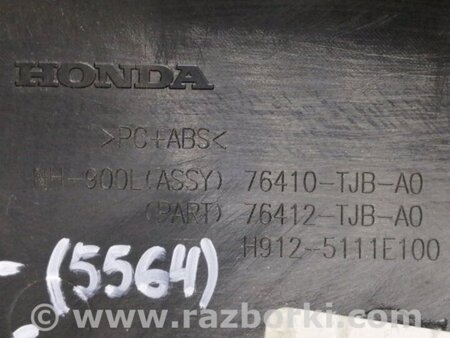 HONDA
>PC+ABS<
NH-900L(ASSY) 76410-TJB-A0
(PART) 76412-TJB-A0
H912-5111E100
(5564)
www.razborki.com